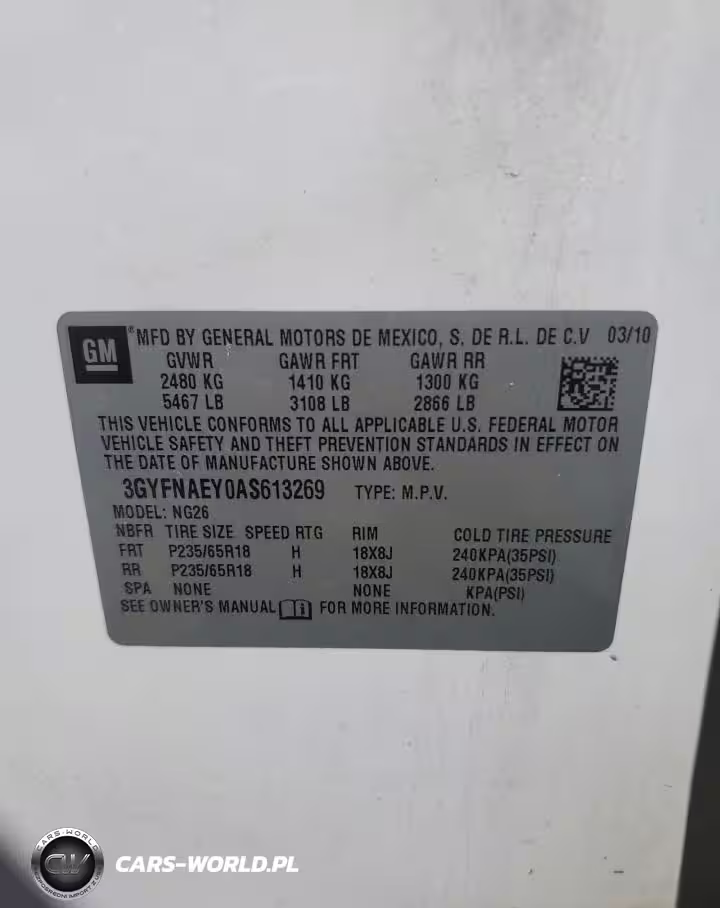 GM ® MFD BY GENERAL MOTORS DE MEXICO, S. DE R.L. DE C.V 03/10
GVWR GAWR FRT GAWR RR
2480 KG 1410 KG 1300 KG
5467 LB 3108 LB 2866 LB
THIS VEHICLE CONFORMS TO ALL APPLICABLE U.S. FEDERAL MOTOR
VEHICLE SAFETY AND THEFT PREVENTION STANDARDS IN EFFECT ON
THE DATE OF MANUFACTURE SHOWN ABOVE.
3GYFNAEY0AS613269 TYPE: M.P.V.
MODEL: NG26
NBFR TIRE SIZE SPEED RTG RIM COLD TIRE PRESSURE
FRT P235/65R18 H 18X8J 240KPA(35PSI)
RR P235/65R18 H 18X8J 240KPA(35PSI)
SPA NONE NONE KPA(PSI)
SEE OWNER'S MANUAL i FOR MORE INFORMATION.
CARS-WORLD
CW
CARS-WORLD.PL